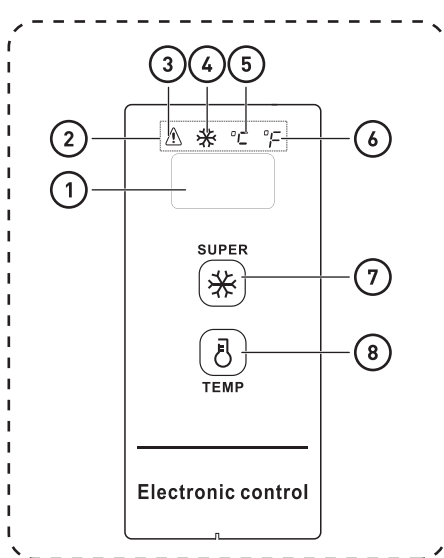 3 4 5
2 °C °F 6
1
SUPER
7
8
TEMP
Electronic control